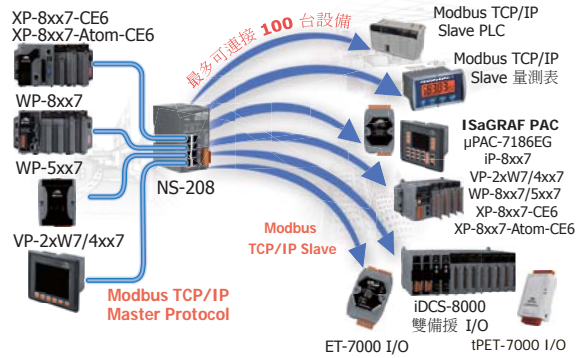 XP-8xx7-CE6
XP-8xx7-Atom-CE6
WP-8xx7
WP-5xx7
VP-2xW7/4xx7
Modbus TCP/IP
Master Protocol
NS-208
最多可連接 100 台設備
Modbus TCP/IP
Slave PLC
Modbus TCP/IP
Slave 量測表
ISaGRAF PAC
μPAC-7186EG
iP-8xx7
VP-2xW7/4xx7
WP-8xx7/5xx7
XP-8xx7-CE6
XP-8xx7-Atom-CE6
Modbus
TCP/IP Slave
ET-7000 I/O
iDCS-8000
雙備援 I/O
tPET-7000 I/O